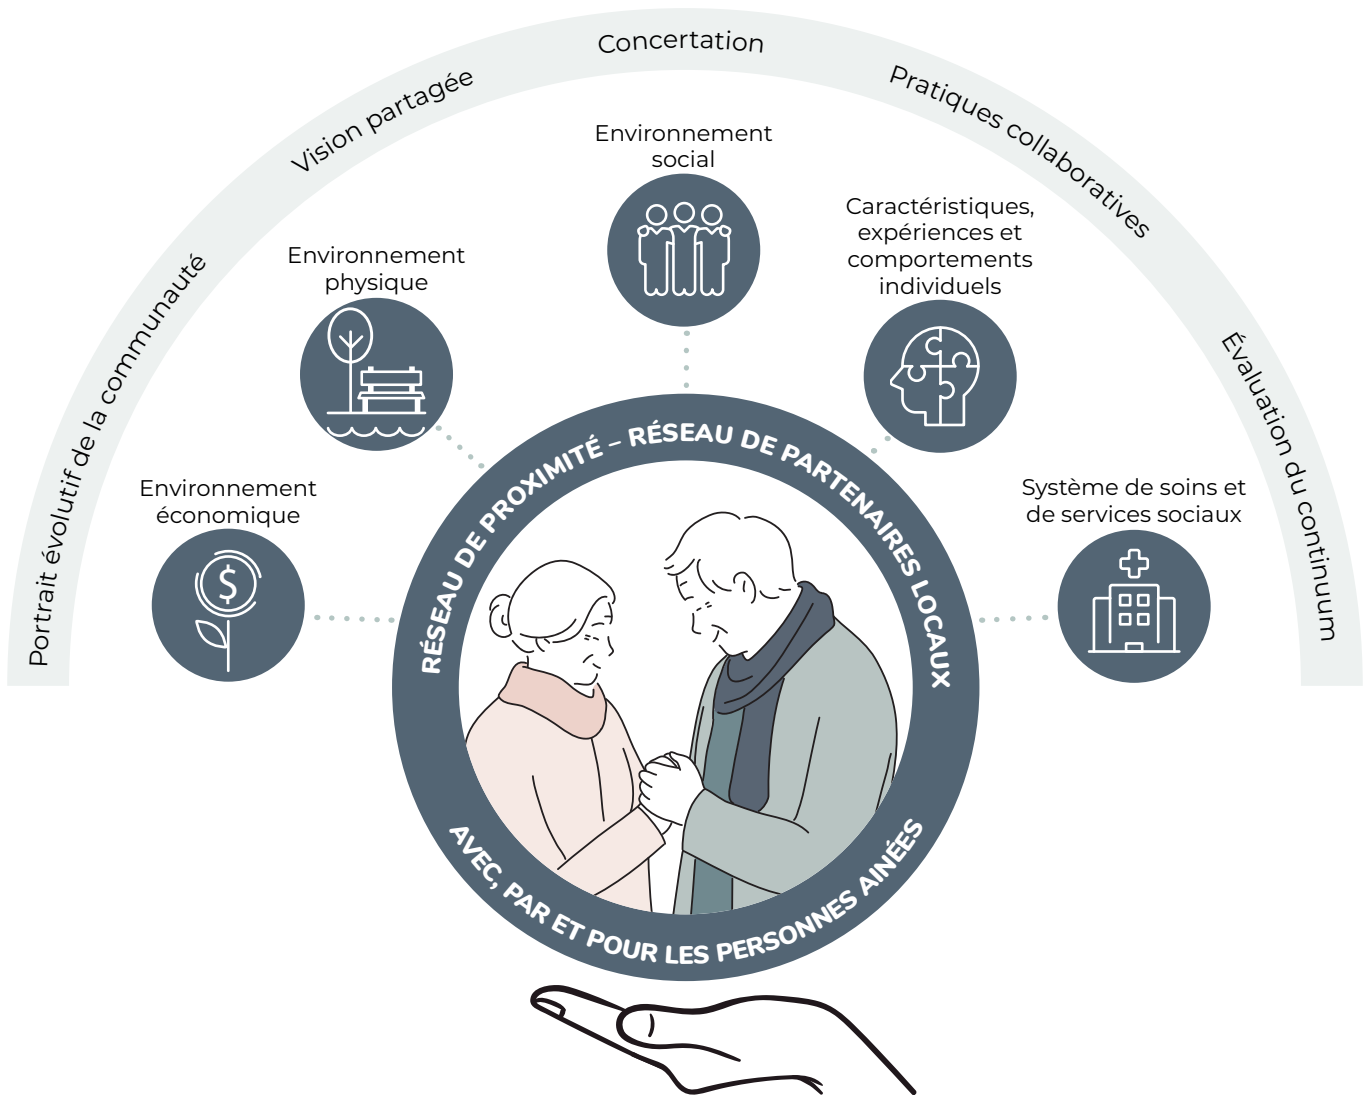 Portrait évolutif de la communauté
Vision partagée
Concertation
Pratiques collaboratives
Évaluation du continuum
Environnement
économique
Environnement
physique
Environnement
social
Caractéristiques,
expériences et
comportements
individuels
Système de soins et
de services sociaux
$
RÉSEAU DE PROXIMITÉ – RÉSEAU DE PARTENAIRES LOCAUX
AVEC, PAR ET POUR LES PERSONNES AINÉES